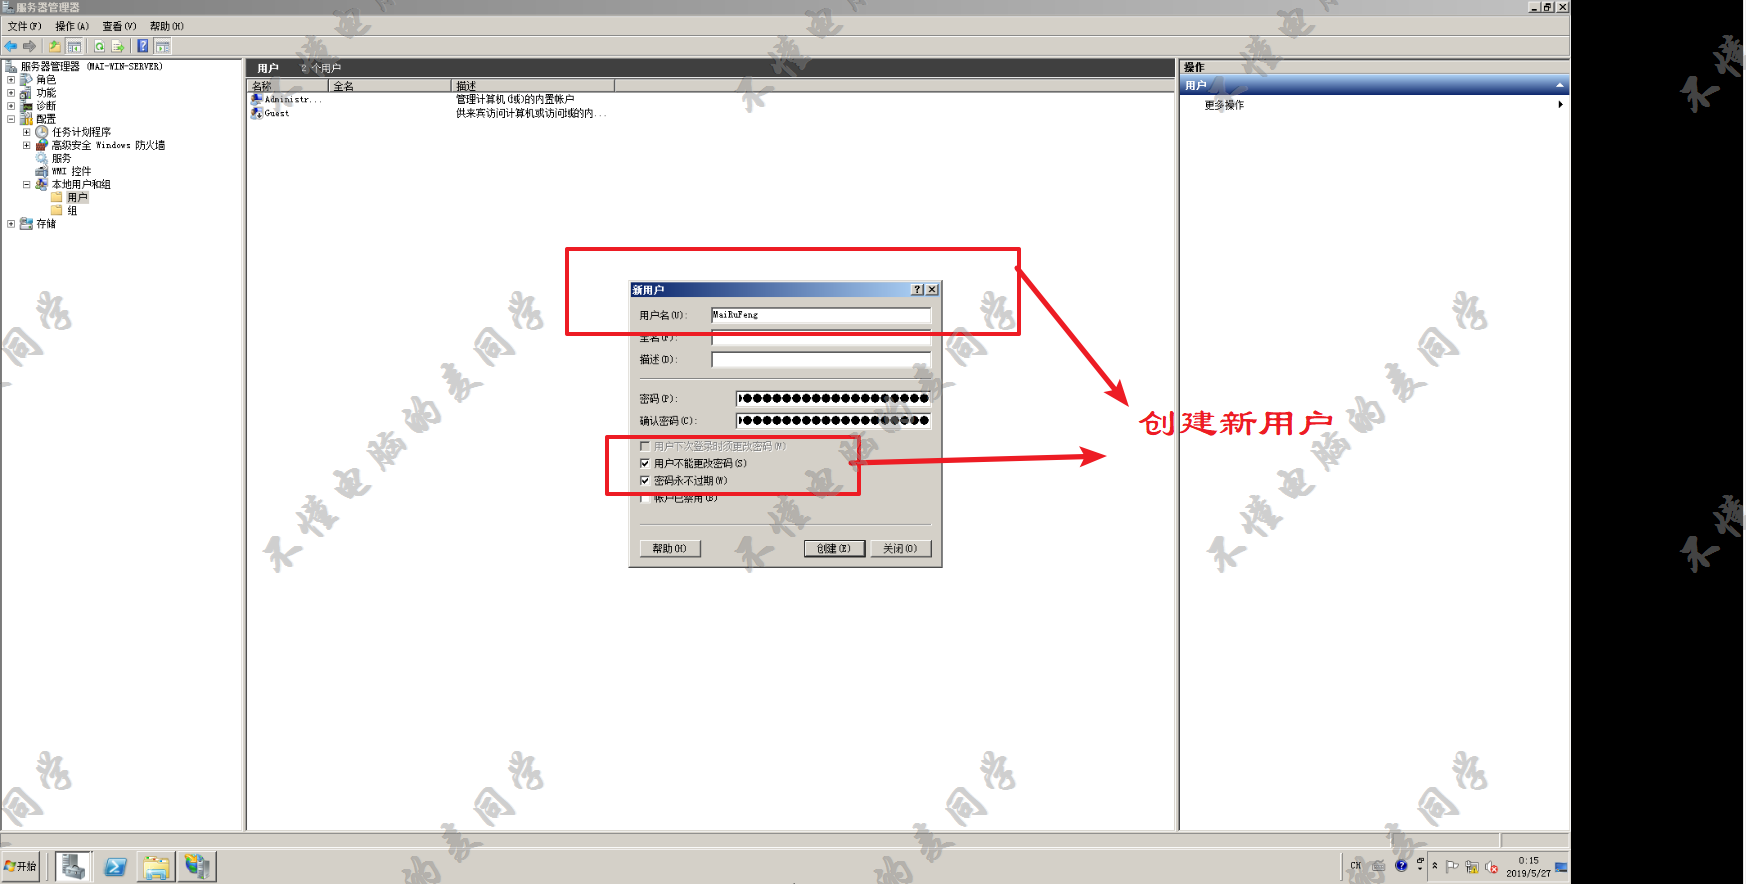 服务器管理器
文件(F) 操作(A) 查看(V) 帮助(H)
服务器管理器 (MAI-WIN-SERVER)
角色
功能
诊断
配置
任务计划程序
高级安全 Windows 防火墙
服务
WMI 控件
本地用户和组
用户
组
存储
用户 2 个用户
名称 全名 描述
Administr... 管理计算机(域)的内置帐户
Guest 供来宾访问计算机或访问域的内...
操作
用户
更多操作
新用户
用户名(U): MaiRuFeng
全名(F):
描述(D):
密码(P):
确认密码(C):
用户下次登录时须更改密码(M)
用户不能更改密码(S)
密码永不过期(W)
帐户已禁用(B)
帮助(H) 创建(E) 关闭(O)
创建新用户
不懂电脑的麦同学
开始
CH
0:15
2019/5/27